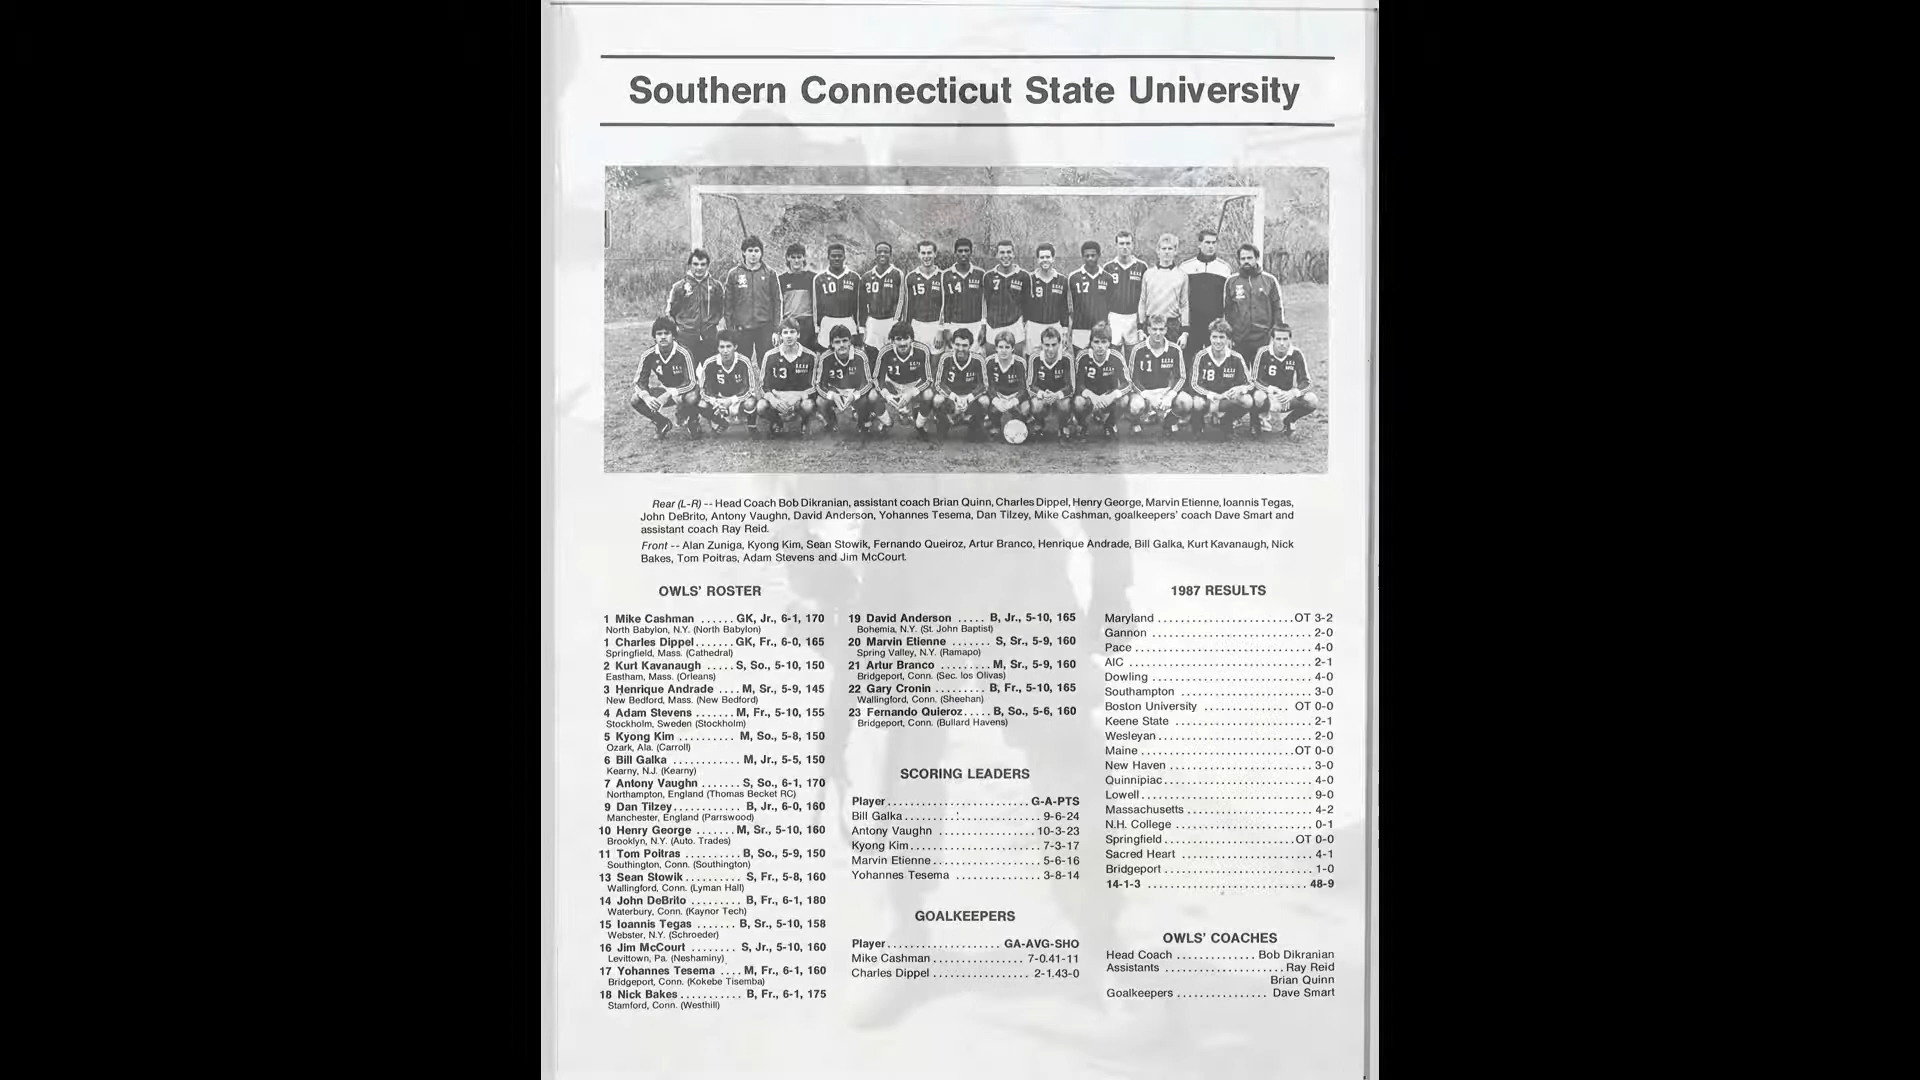 Southern Connecticut State University
10
20
15
14
7
19
17
9
4
5
13
23
21
3
2
12
11
18
6
Rear (L-R) -- Head Coach Bob Dikranian, assistant coach Brian Quinn, Charles Dippel, Henry George, Marvin Etienne, Ioannis Tegas,
John DeBrito, Antony Vaughn, David Anderson, Yohannes Tesema, Dan Tilzey, Mike Cashman, goalkeepers' coach Dave Smart and
assistant coach Ray Reid.
Front -- Alan Zuniga, Kyong Kim, Sean Stowik, Fernando Queiroz, Artur Branco, Henrique Andrade, Bill Galka, Kurt Kavanaugh, Nick
Bakes, Tom Poitras, Adam Stevens and Jim McCourt.
OWLS' ROSTER
1 Mike Cashman ...... GK, Jr., 6-1, 170
North Babylon, N.Y. (North Babylon)
1 Charles Dippel....... GK, Fr., 6-0, 165
Springfield, Mass. (Cathedral)
2 Kurt Kavanaugh ..... S, So., 5-10, 150
Eastham, Mass. (Orleans)
3 Henrique Andrade .... M, Sr., 5-9, 145
New Bedford, Mass. (New Bedford)
4 Adam Stevens ....... M, Fr., 5-10, 155
Stockholm, Sweden (Stockholm)
5 Kyong Kim .......... M, So., 5-8, 150
Ozark, Ala. (Carroll)
6 Bill Galka ............ M, Jr., 5-5, 150
Kearny, N.J. (Kearny)
7 Antony Vaughn ....... S, So., 6-1, 170
Northampton, England (Thomas Becket RC)
9 Dan Tilzey............ B, Jr., 6-0, 160
Manchester, England (Parrswood)
10 Henry George ....... M, Sr., 5-10, 160
Brooklyn, N.Y. (Auto. Trades)
11 Tom Poitras .......... B, So., 5-9, 150
Southington, Conn. (Southington)
13 Sean Stowik .......... S, Fr., 5-8, 160
Wallingford, Conn. (Lyman Hall)
14 John DeBrito ......... B, Fr., 6-1, 180
Waterbury, Conn. (Kaynor Tech)
15 Ioannis Tegas ....... B, Sr., 5-10, 158
Webster, N.Y. (Schroeder)
16 Jim McCourt ........ S, Jr., 5-10, 160
Levittown, Pa. (Neshaminy)
17 Yohannes Tesema .... M, Fr., 6-1, 160
Bridgeport, Conn. (Kokebe Tisemba)
18 Nick Bakes........... B, Fr., 6-1, 175
Stamford, Conn. (Westhill)
19 David Anderson ..... B, Jr., 5-10, 165
Bohemia, N.Y. (St. John Baptist)
20 Marvin Etienne ....... S, Sr., 5-9, 160
Spring Valley, N.Y. (Ramapo)
21 Artur Branco ......... M, Sr., 5-9, 160
Bridgeport, Conn. (Sec. los Olivas)
22 Gary Cronin ......... B, Fr., 5-10, 165
Wallingford, Conn. (Sheehan)
23 Fernando Quieroz..... B, So., 5-6, 160
Bridgeport, Conn. (Bullard Havens)
SCORING LEADERS
Player......................... G-A-PTS
Bill Galka........................ 9-6-24
Antony Vaughn ................. 10-3-23
Kyong Kim....................... 7-3-17
Marvin Etienne................... 5-6-16
Yohannes Tesema ............... 3-8-14
GOALKEEPERS
Player.................... GA-AVG-SHO
Mike Cashman................. 7-0.41-11
Charles Dippel .................. 2-1.43-0
1987 RESULTS
Maryland ........................ OT 3-2
Gannon ............................ 2-0
Pace ............................... 4-0
AIC ................................ 2-1
Dowling ............................ 4-0
Southampton ....................... 3-0
Boston University .............. OT 0-0
Keene State ........................ 2-1
Wesleyan........................... 2-0
Maine ........................... OT 0-0
New Haven ......................... 3-0
Quinnipiac.......................... 4-0
Lowell.............................. 9-0
Massachusetts ...................... 4-2
N.H. College ........................ 0-1
Springfield....................... OT 0-0
Sacred Heart ....................... 4-1
Bridgeport.......................... 1-0
14-1-3 ............................ 48-9
OWLS' COACHES
Head Coach .............. Bob Dikranian
Assistants ..................... Ray Reid
Brian Quinn
Goalkeepers ................ Dave Smart